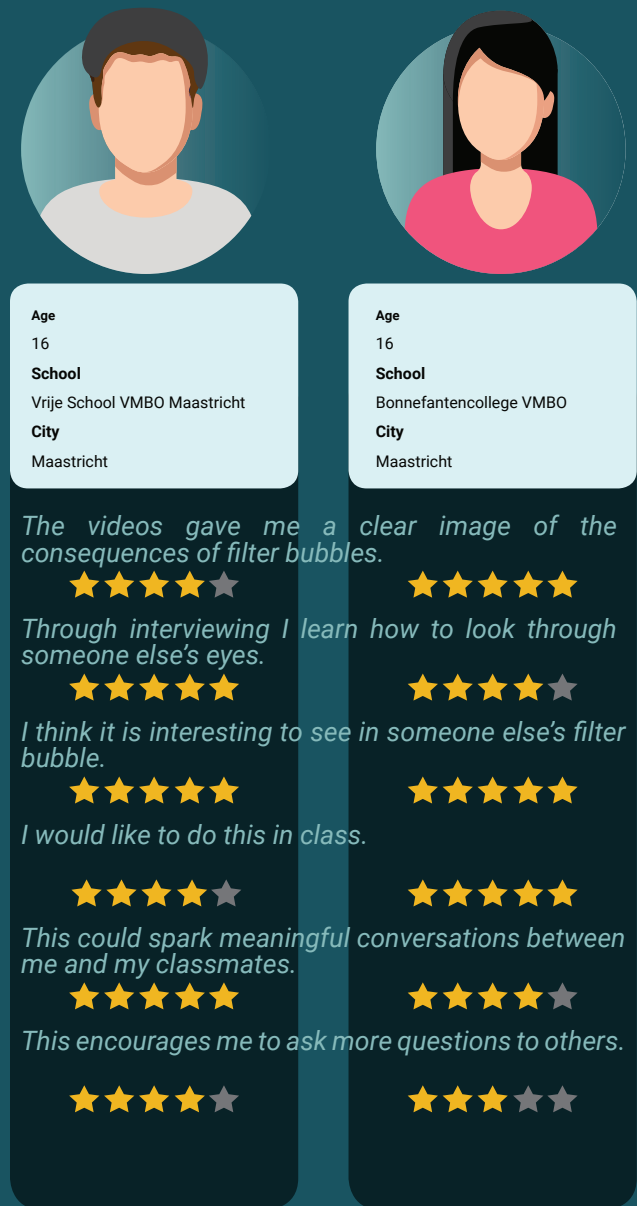 Age
16
School
Vrije School VMBO Maastricht
City
Maastricht
Age
16
School
Bonnefantencollege VMBO
City
Maastricht
The videos gave me a clear image of the
consequences of filter bubbles.
Through interviewing I learn how to look through
someone else's eyes.
I think it is interesting to see in someone else's filter
bubble.
I would like to do this in class.
This could spark meaningful conversations between
me and my classmates.
This encourages me to ask more questions to others.